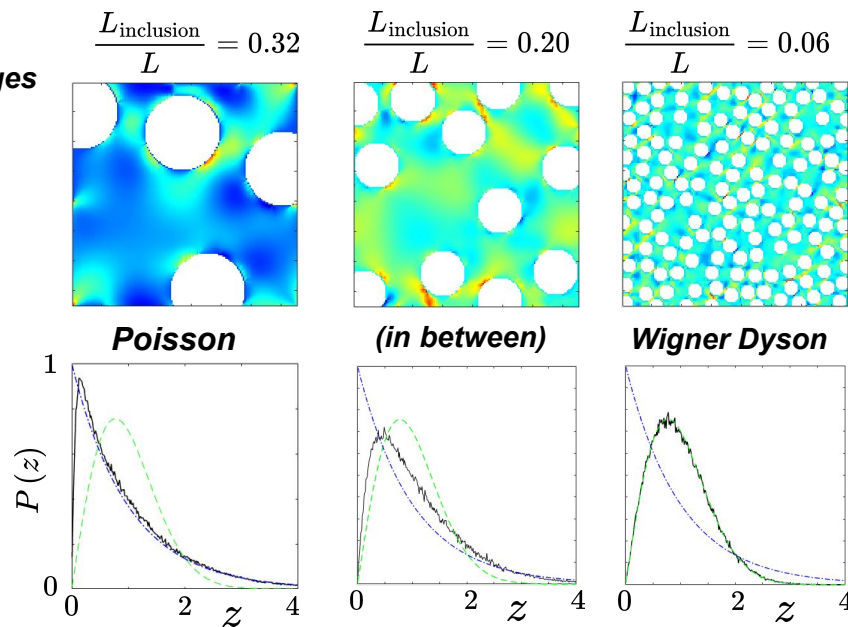 L_inclusion / L = 0.32
L_inclusion / L = 0.20
L_inclusion / L = 0.06
Poisson
(in between)
Wigner Dyson
1
P(z)
0
0 2 4
z
0 2 4
z
0 2 4
z